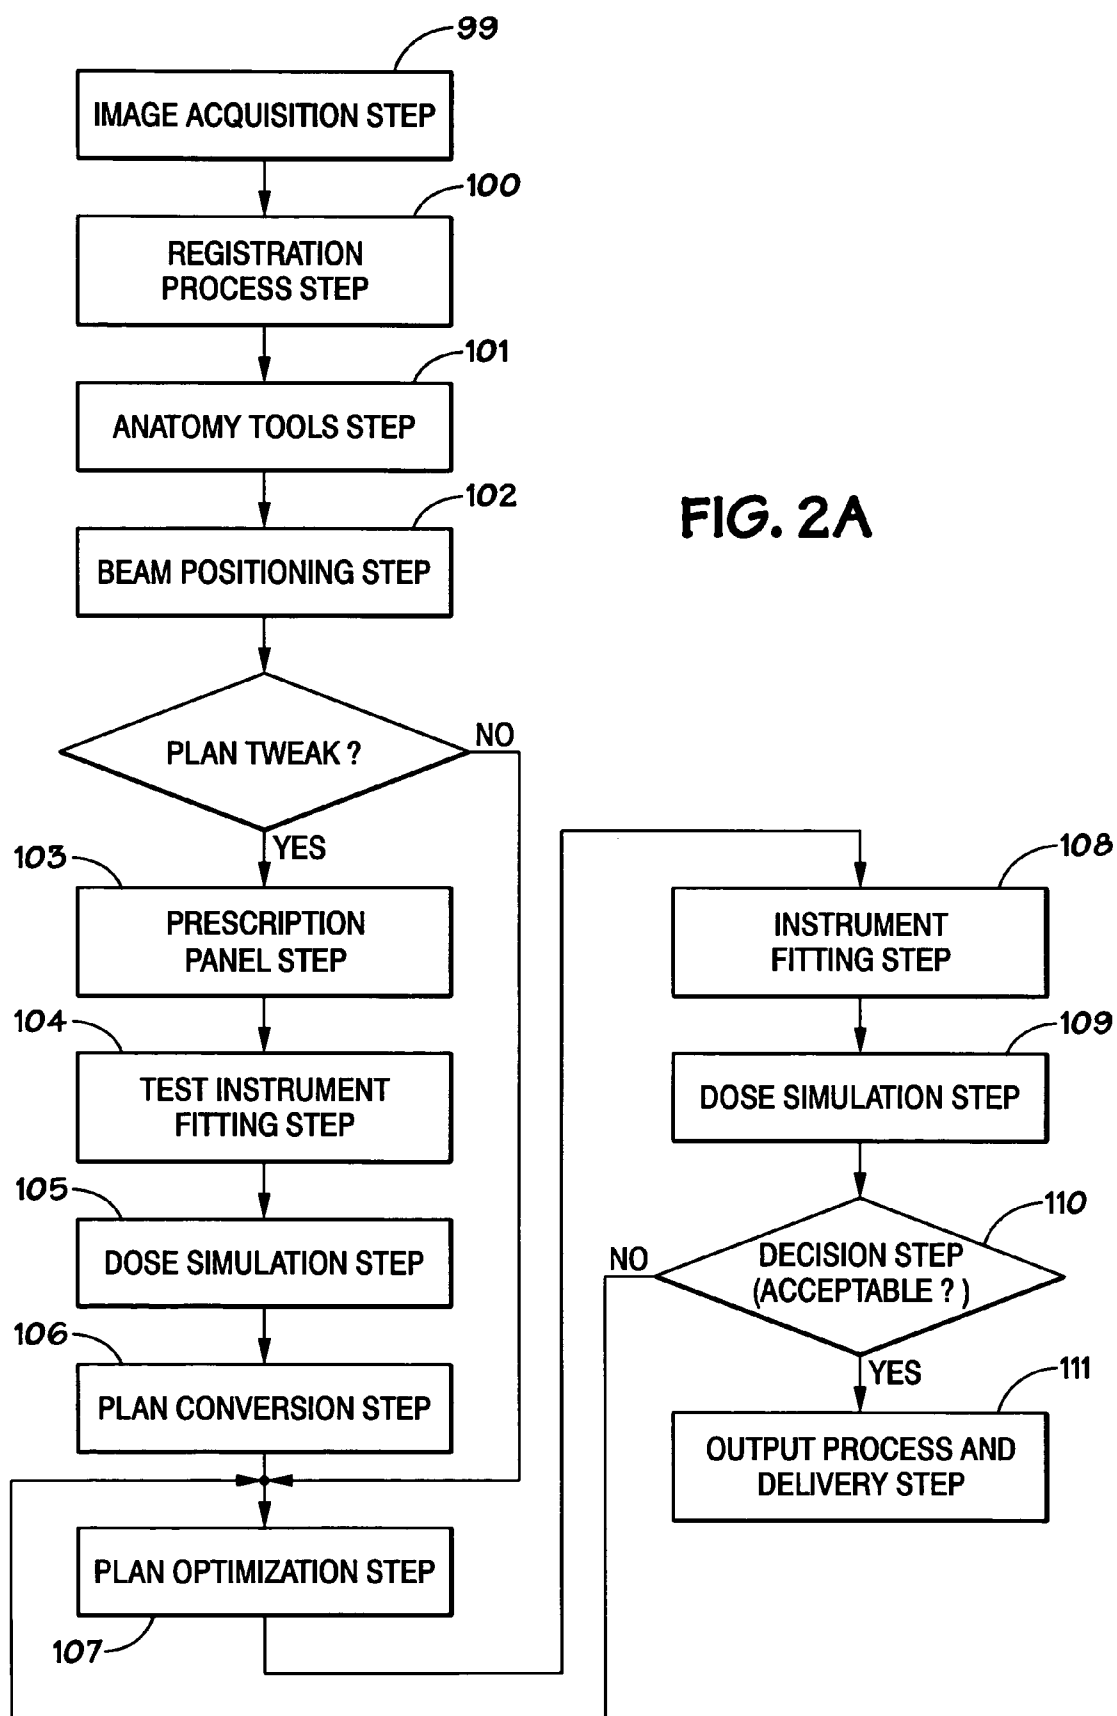 99
IMAGE ACQUISITION STEP
100
REGISTRATION
PROCESS STEP
101
ANATOMY TOOLS STEP
102
BEAM POSITIONING STEP
FIG. 2A
PLAN TWEAK ?
NO
YES
103
PRESCRIPTION
PANEL STEP
104
TEST INSTRUMENT
FITTING STEP
105
DOSE SIMULATION STEP
106
PLAN CONVERSION STEP
PLAN OPTIMIZATION STEP
107
108
INSTRUMENT
FITTING STEP
109
DOSE SIMULATION STEP
110
DECISION STEP
(ACCEPTABLE ? )
NO
YES
111
OUTPUT PROCESS AND
DELIVERY STEP